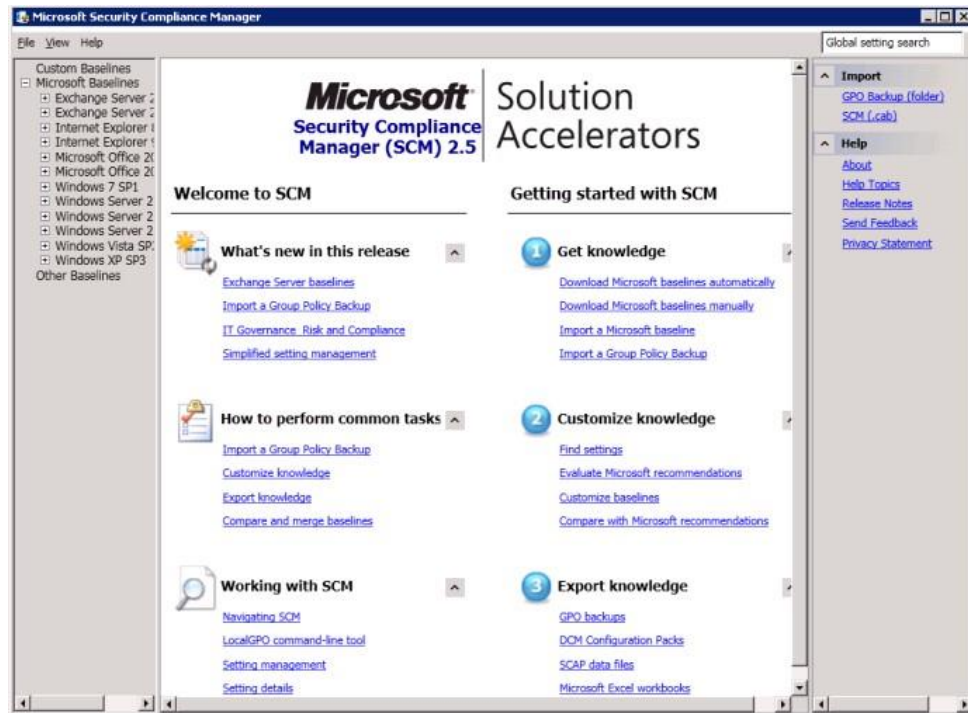 Microsoft Security Compliance Manager
File View Help
Global setting search
Custom Baselines
Microsoft Baselines
Exchange Server 2
Exchange Server 2
Internet Explorer
Internet Explorer
Microsoft Office 20
Microsoft Office 20
Windows 7 SP1
Windows Server 2
Windows Server 2
Windows Server 2
Windows Vista SP
Windows XP SP3
Other Baselines
Microsoft
Security Compliance
Manager (SCM) 2.5
Solution
Accelerators
Welcome to SCM
What's new in this release
Exchange Server baselines
Import a Group Policy Backup
IT Governance Risk and Compliance
Simplified setting management
How to perform common tasks
Import a Group Policy Backup
Customize knowledge
Export knowledge
Compare and merge baselines
Working with SCM
Navigating SCM
LocalGPO command-line tool
Setting management
Setting details
Getting started with SCM
1 Get knowledge
Download Microsoft baselines automatically
Download Microsoft baselines manually
Import a Microsoft baseline
Import a Group Policy Backup
2 Customize knowledge
Find settings
Evaluate Microsoft recommendations
Customize baselines
Compare with Microsoft recommendations
3 Export knowledge
GPO backups
DCM Configuration Packs
SCAP data files
Microsoft Excel workbooks
Import
GPO Backup (folder)
SCM (.cab)
Help
About
Help Topics
Release Notes
Send Feedback
Privacy Statement